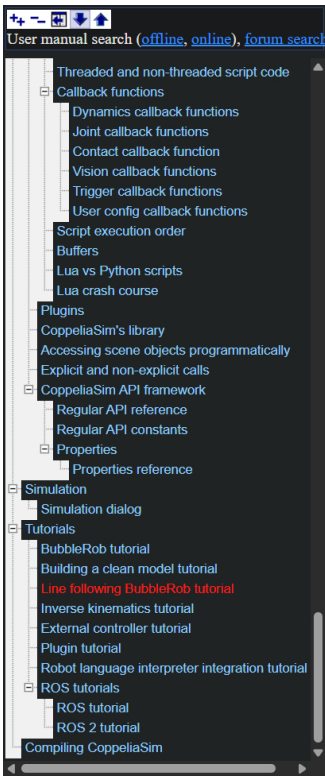 User manual search (offline, online), forum search
Threaded and non-threaded script code
Callback functions
Dynamics callback functions
Joint callback functions
Contact callback function
Vision callback functions
Trigger callback functions
User config callback functions
Script execution order
Buffers
Lua vs Python scripts
Lua crash course
Plugins
CoppeliaSim's library
Accessing scene objects programmatically
Explicit and non-explicit calls
CoppeliaSim API framework
Regular API reference
Regular API constants
Properties
Properties reference
Simulation
Simulation dialog
Tutorials
BubbleRob tutorial
Building a clean model tutorial
Line following BubbleRob tutorial
Inverse kinematics tutorial
External controller tutorial
Plugin tutorial
Robot language interpreter integration tutorial
ROS tutorials
ROS tutorial
ROS 2 tutorial
Compiling CoppeliaSim